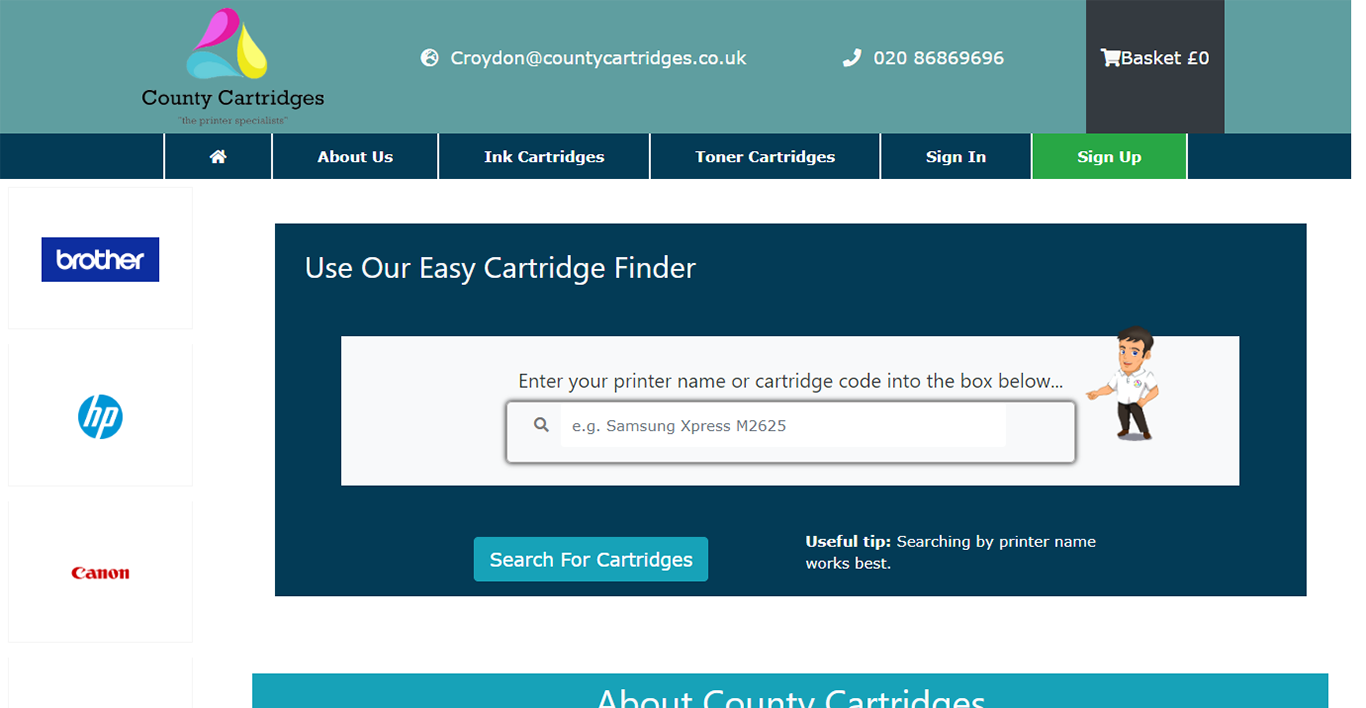 County Cartridges
"the printer specialists"
Croydon@countycartridges.co.uk
020 86869696
Basket £0
About Us
Ink Cartridges
Toner Cartridges
Sign In
Sign Up
brother
hp
Canon
Use Our Easy Cartridge Finder
Enter your printer name or cartridge code into the box below...
e.g. Samsung Xpress M2625
Search For Cartridges
Useful tip: Searching by printer name
works best.
About County Cartridges